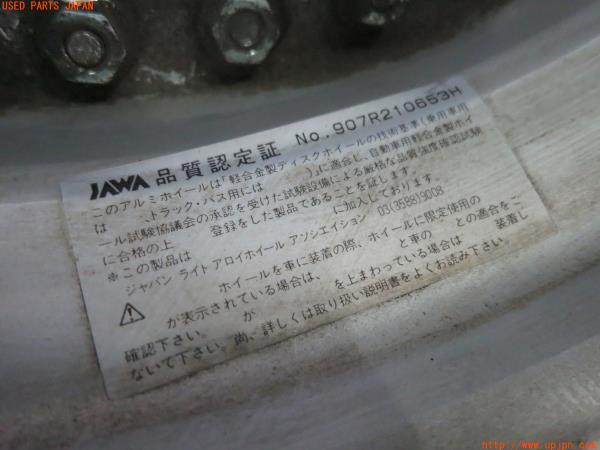 USED PARTS JAPAN
JAWA 品質認定証 No.907R210653H
このアルミホイールは「軽合金製ディスクホイールの技術基準(乗用車用
は 、トラック・バス用には )に適合し、自動車用軽合金製ホイ
ール試験協議会の承認を受けた試験設備による厳格な品質強度確認試験
に合格の上 登録をした製品であることを証します。
※この製品は に加入しております。
ジャパン ライト アロイホイール アソシエイション 03(3588)9008
ホイールを車に装着の際、ホイールに限定使用の
が表示されている場合は、 と車の との適合をご
確認下さい。 が を上まわっている場合は 装着し
ないで下さい。尚、詳しくは取り扱い説明書をよくお読み下さい。
http://www.upjpn.com